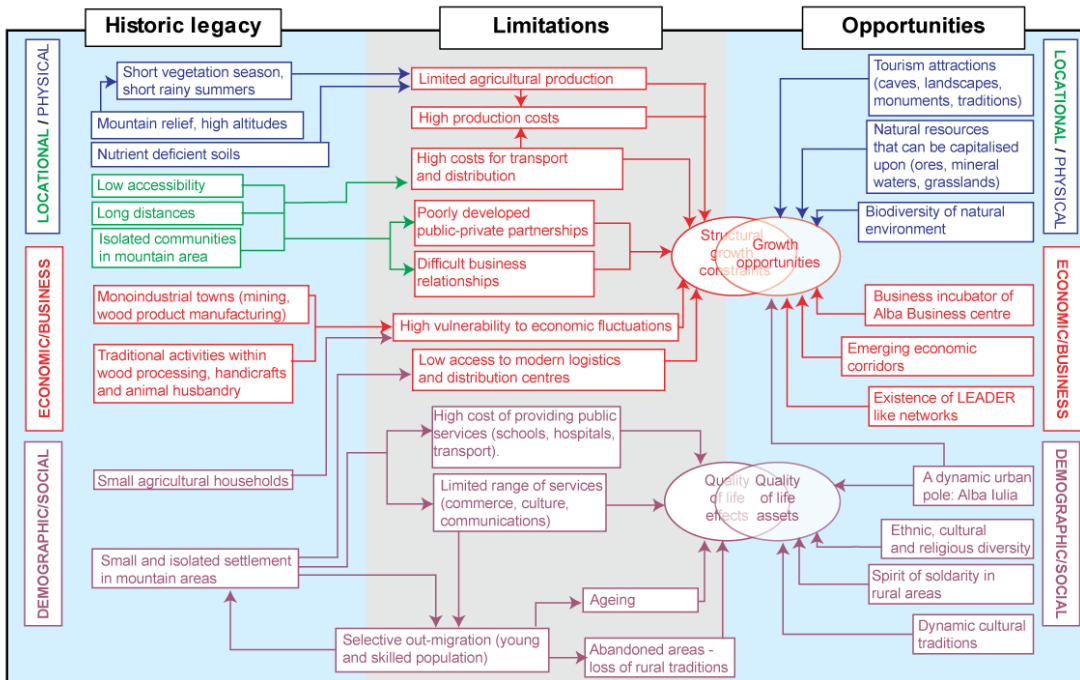 Historic legacy
Limitations
Opportunities
LOCATIONAL / PHYSICAL
ECONOMIC/BUSINESS
DEMOGRAPHIC/SOCIAL
Short vegetation season,
short rainy summers
Mountain relief, high altitudes
Nutrient deficient soils
Low accessibility
Long distances
Isolated communities
in mountain area
Monoindustrial towns (mining,
wood product manufacturing)
Traditional activities within
wood processing, handicrafts
and animal husbandry
Small agricultural households
Small and isolated settlement
in mountain areas
Limited agricultural production
High production costs
High costs for transport
and distribution
Poorly developed
public-private partnerships
Difficult business
relationships
High vulnerability to economic fluctuations
Low access to modern logistics
and distribution centres
High cost of providing public
services (schools, hospitals,
transport).
Limited range of services
(commerce, culture,
communications)
Ageing
Selective out-migration (young
and skilled population)
Abandoned areas -
loss of rural traditions
Structural
growth
constraints
Growth
opportunities
Quality
of life
effects
Quality
of life
assets
Tourism attractions
(caves, landscapes,
monuments, traditions)
Natural resources
that can be capitalised
upon (ores, mineral
waters, grasslands)
Biodiversity of natural
environment
Business incubator of
Alba Business centre
Emerging economic
corridors
Existence of LEADER
like networks
A dynamic urban
pole: Alba Iulia
Ethnic, cultural
and religious diversity
Spirit of soldarity in
rural areas
Dynamic cultural
traditions
LOCATIONAL / PHYSICAL
ECONOMIC/BUSINESS
DEMOGRAPHIC/SOCIAL